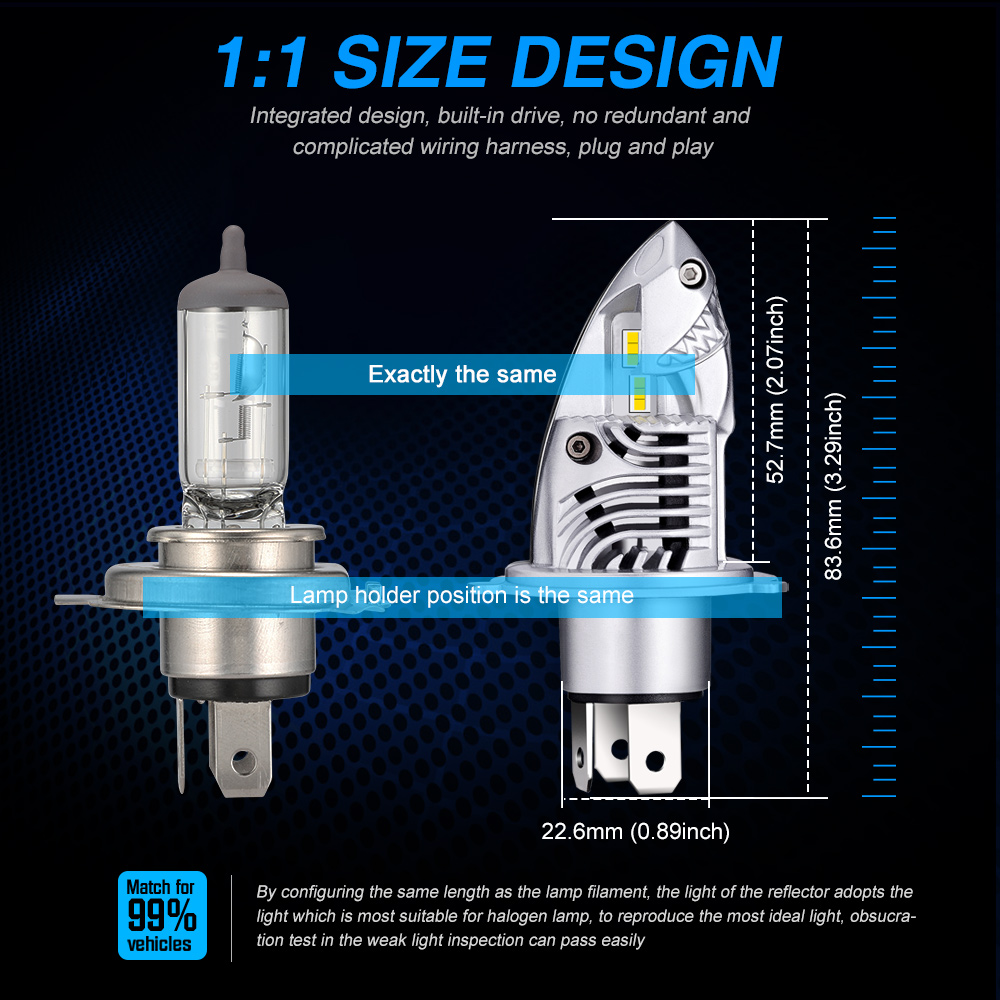 1:1 SIZE DESIGN
Integrated design, built-in drive, no redundant and
complicated wiring harness, plug and play
Exactly the same
52.7mm (2.07inch)
83.6mm (3.29inch)
Lamp holder position is the same
22.6mm (0.89inch)
Match for
99%
vehicles
By configuring the same length as the lamp filament, the light of the reflector adopts the
light which is most suitable for halogen lamp, to reproduce the most ideal light, obsucra-
tion test in the weak light inspection can pass easily